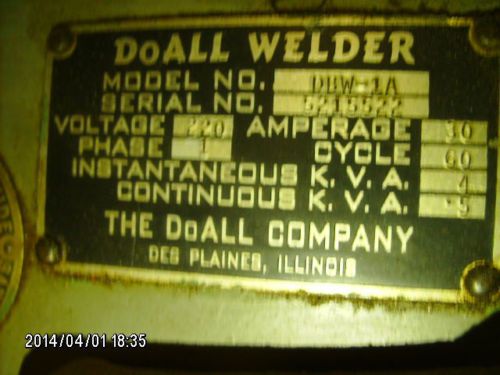 DoALL WELDER
MODEL NO. DBW-1A
SERIAL NO.
VOLTAGE 220 AMPERAGE 30
PHASE 1 CYCLE 60
INSTANTANEOUS K. V. A. 4
CONTINUOUS K. V. A. 5
THE DoALL COMPANY
DES PLAINES, ILLINOIS
2014/04/01 18:35